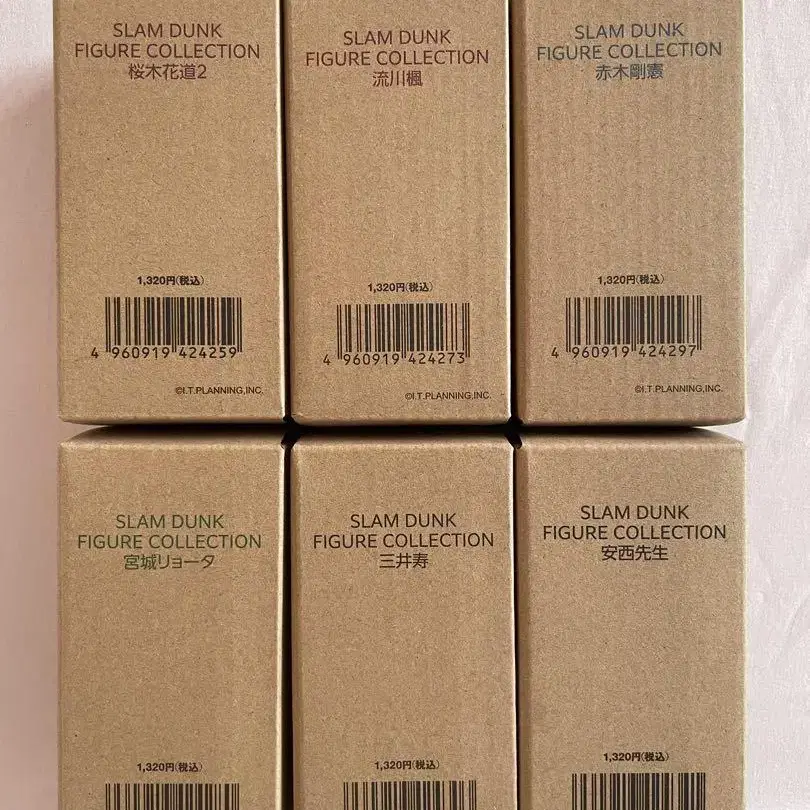 SLAM DUNK
FIGURE COLLECTION
桜木花道2
1,320円(税込)
4 960919 424259
©I.T.PLANNING,INC.
SLAM DUNK
FIGURE COLLECTION
流川楓
1,320円(税込)
4 960919 424273
©I.T.PLANNING,INC.
SLAM DUNK
FIGURE COLLECTION
赤木剛憲
1,320円(税込)
4 960919 424297
©I.T.PLANNING,INC.
SLAM DUNK
FIGURE COLLECTION
宮城リョータ
1,320円(税込)
SLAM DUNK
FIGURE COLLECTION
三井寿
1,320円(税込)
SLAM DUNK
FIGURE COLLECTION
安西先生
1,320円(税込)